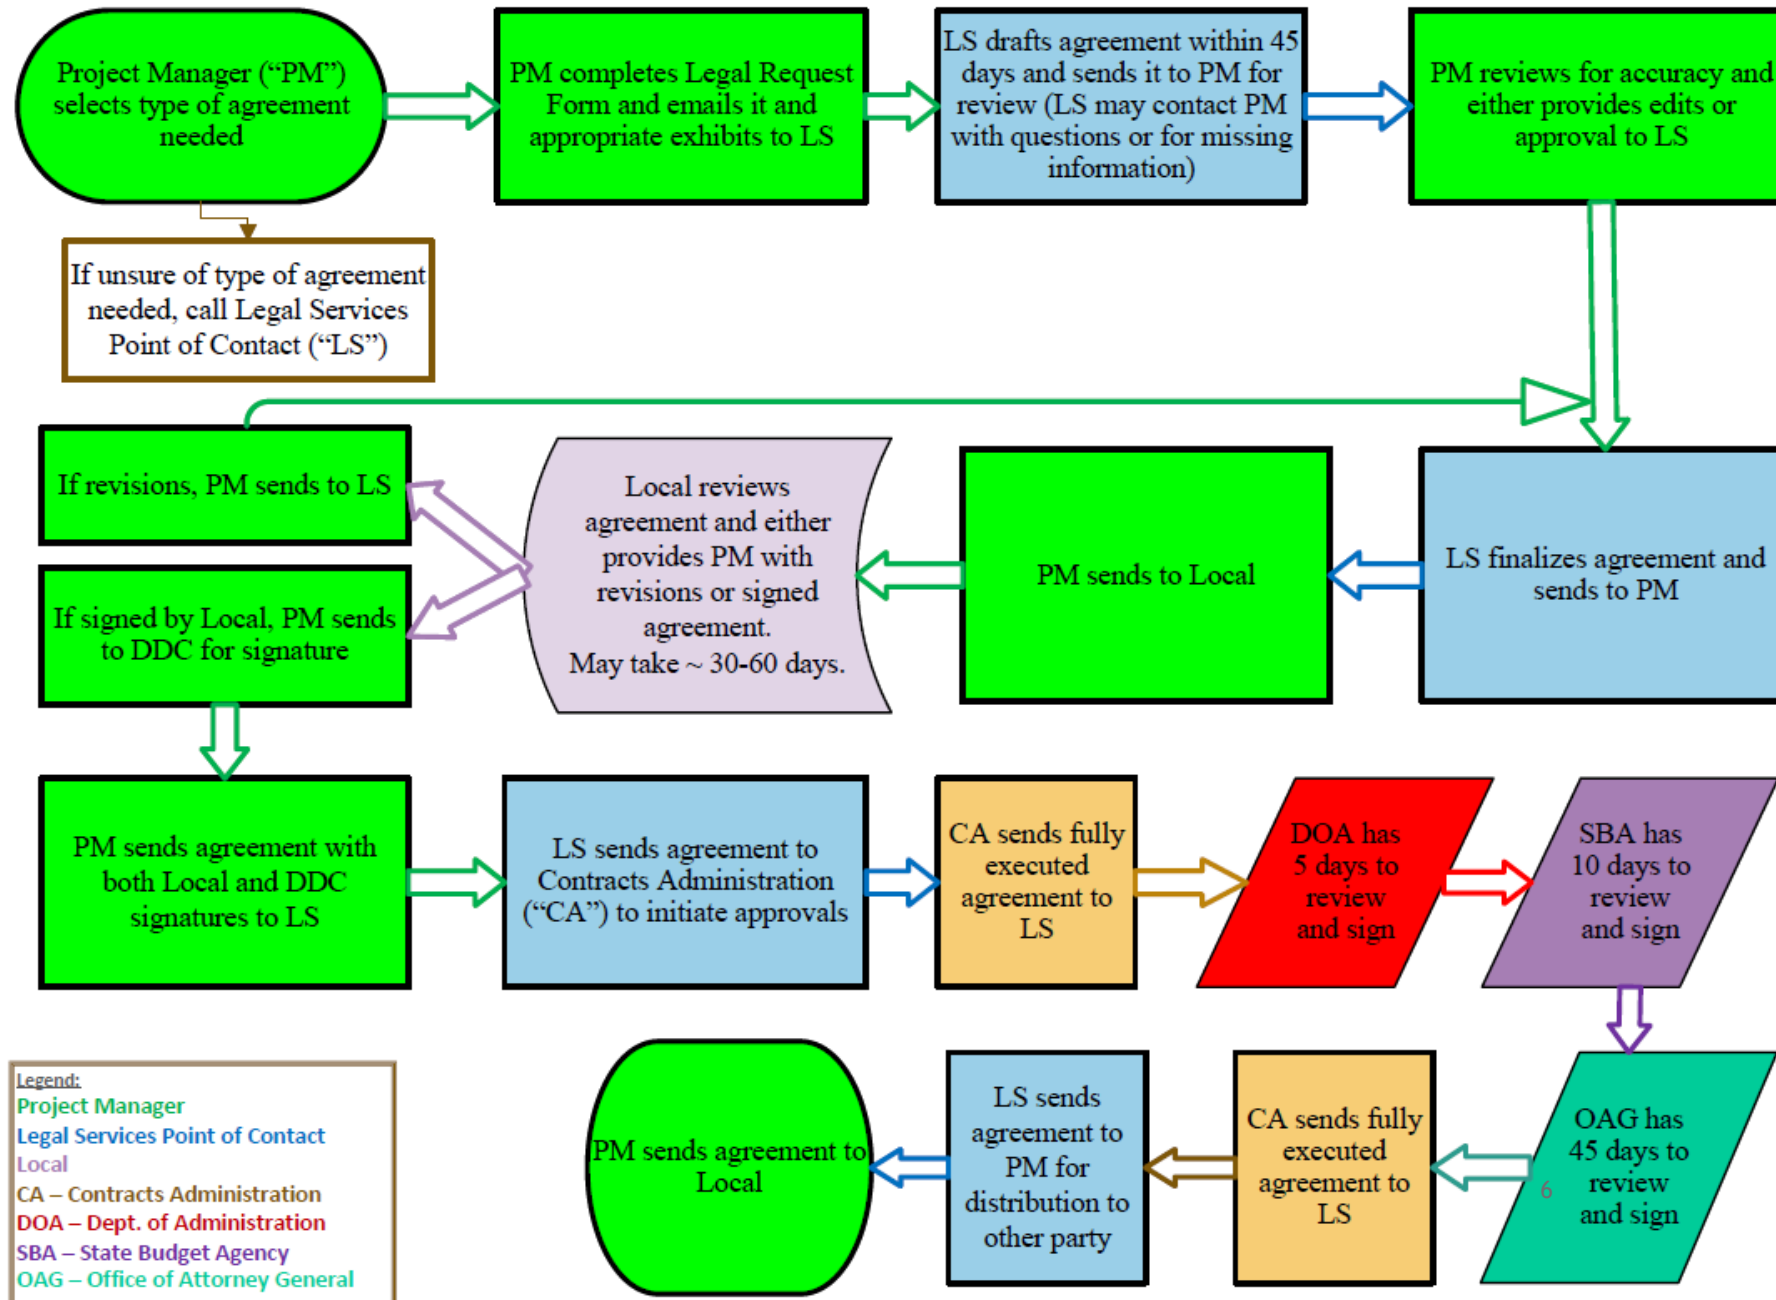 Project Manager (“PM”)
selects type of agreement
needed
PM completes Legal Request
Form and emails it and
appropriate exhibits to LS
LS drafts agreement within 45
days and sends it to PM for
review (LS may contact PM
with questions or for missing
information)
PM reviews for accuracy and
either provides edits or
approval to LS
If unsure of type of agreement
needed, call Legal Services
Point of Contact (“LS”)
If revisions, PM sends to LS
If signed by Local, PM sends
to DDC for signature
Local reviews
agreement and either
provides PM with
revisions or signed
agreement.
May take ~ 30-60 days.
PM sends to Local
LS finalizes agreement and
sends to PM
PM sends agreement with
both Local and DDC
signatures to LS
LS sends agreement to
Contracts Administration
(“CA”) to initiate approvals
CA sends fully
executed
agreement to
LS
DOA has
5 days to
review
and sign
SBA has
10 days to
review
and sign
Legend:
Project Manager
Legal Services Point of Contact
Local
CA – Contracts Administration
DOA – Dept. of Administration
SBA – State Budget Agency
OAG – Office of Attorney General
PM sends agreement to
Local
LS sends
agreement to
PM for
distribution to
other party
CA sends fully
executed
agreement to
LS
OAG has
45 days to
review
and sign
6